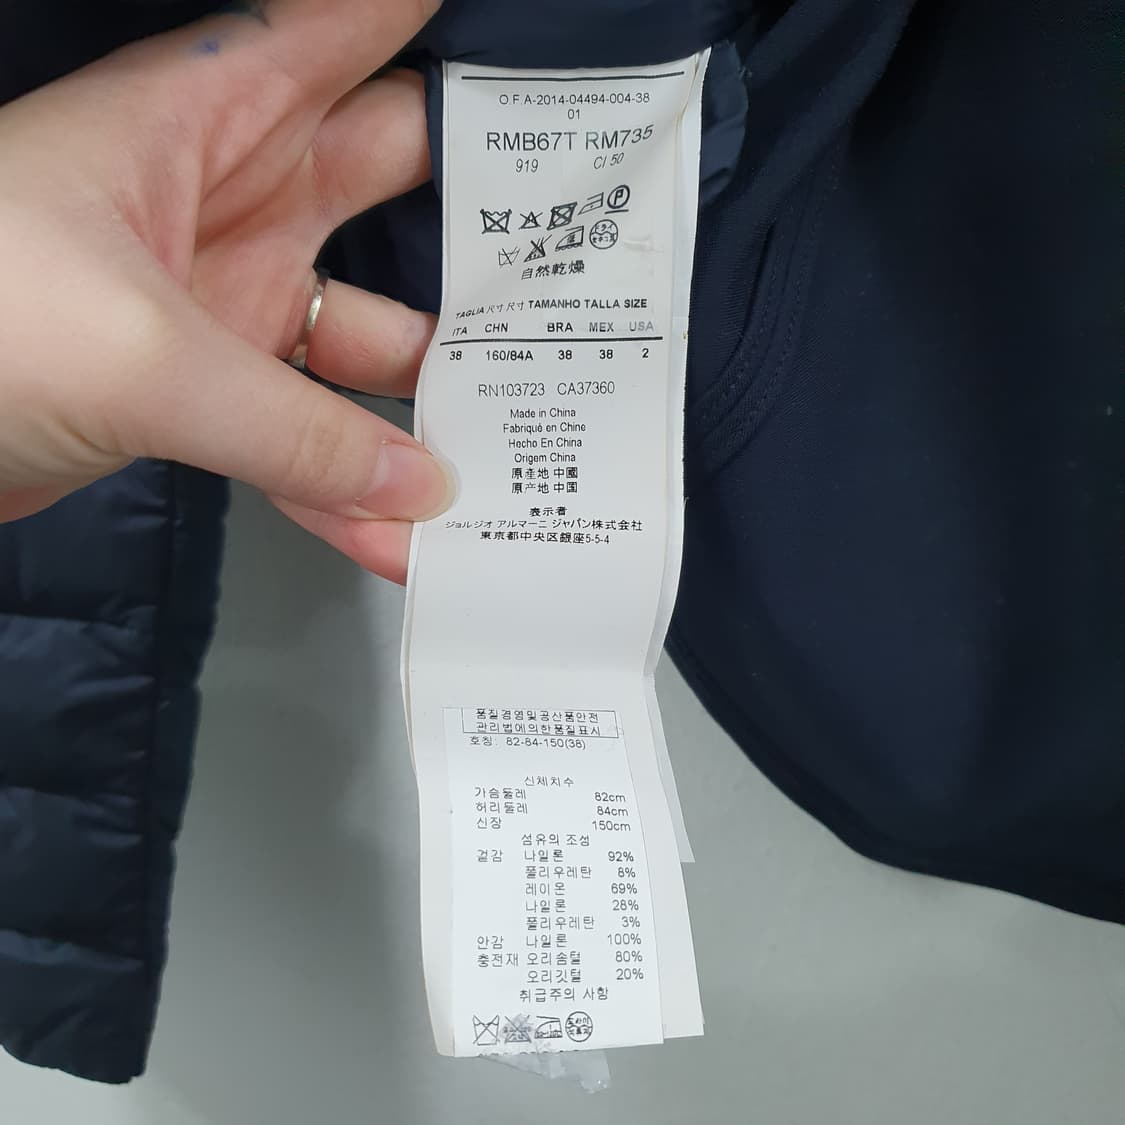 O.F.A-2014-04494-004-38
01
RMB67T RM735
919 Cl 50
自然乾燥
TAGLIA 尺寸 尺寸 TAMANHO TALLA SIZE
ITA CHN BRA MEX USA
38 160/84A 38 38 2
RN103723 CA37360
Made in China
Fabriqué en Chine
Hecho En China
Origem China
原産地 中國
原产地 中国
表示者
ジョルジオ アルマーニ ジャパン株式会社
東京都中央区銀座5-5-4
품질경영및공산품안전
관리법에의한품질표시
호칭: 82-84-150(38)
신체치수
가슴둘레 82cm
허리둘레 84cm
신장 150cm
섬유의 조성
겉감 나일론 92%
폴리우레탄 8%
레이온 69%
나일론 28%
폴리우레탄 3%
안감 나일론 100%
충전재 오리솜털 80%
오리깃털 20%
취급주의 사항